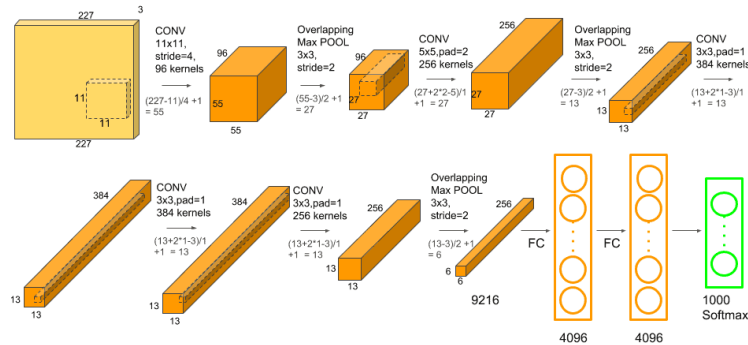 227
3
11
11
227
CONV
11x11,
stride=4,
96 kernels
(227-11)/4 +1
= 55
96
55
55
Overlapping
Max POOL
3x3,
stride=2
(55-3)/2 +1
= 27
96
27
27
CONV
5x5,pad=2
256 kernels
(27+2*2-5)/1
+1 = 27
256
27
27
Overlapping
Max POOL
3x3,
stride=2
(27-3)/2 +1
= 13
256
13
13
CONV
3x3,pad=1
384 kernels
(13+2*1-3)/1
+1 = 13
384
13
13
CONV
3x3,pad=1
384 kernels
(13+2*1-3)/1
+1 = 13
384
13
13
CONV
3x3,pad=1
256 kernels
(13+2*1-3)/1
+1 = 13
256
13
13
Overlapping
Max POOL
3x3,
stride=2
(13-3)/2 +1
= 6
256
6
6
9216
FC
4096
FC
4096
1000
Softmax